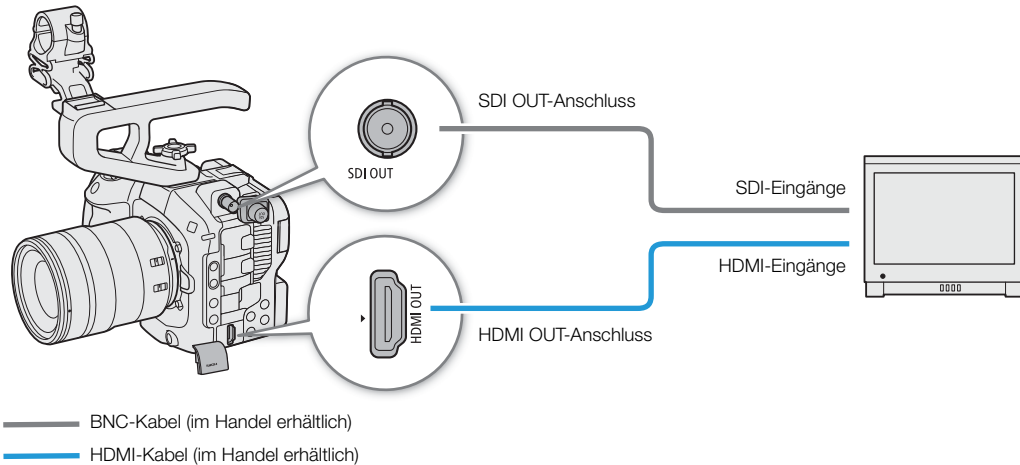 SDI OUT-Anschluss
SDI OUT
SDI-Eingänge
HDMI-Eingänge
HDMI OUT
HDMI OUT-Anschluss
BNC-Kabel (im Handel erhältlich)
HDMI-Kabel (im Handel erhältlich)